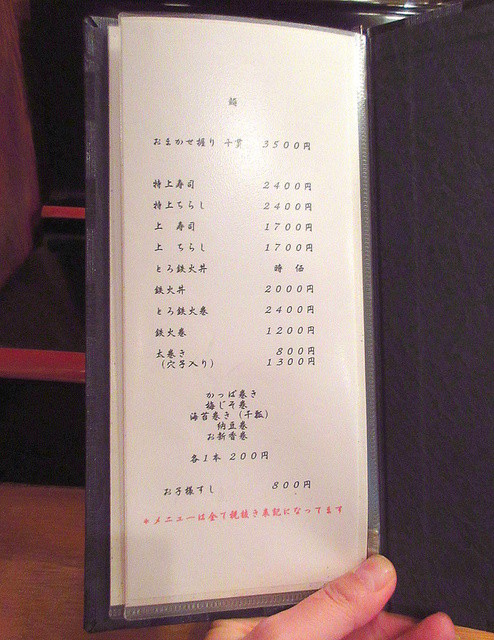 おまかせ握り 十貫 3500円
特上寿司 2400円
特上ちらし 2400円
上 寿司 1700円
上 ちらし 1700円
とろ鉄火丼 時価
鉄火丼 2000円
とろ鉄火巻 2400円
鉄火巻 1200円
太巻き 800円
(穴子入り) 1300円
かっぱ巻き
梅じそ巻
海苔巻き (干瓢)
納豆巻
お新香巻
各1本 200円
お子様すし 800円
*メニューは全て税抜き表記になってます